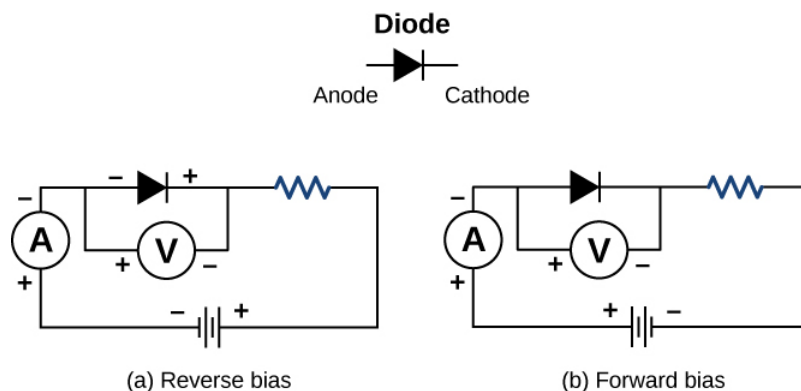 Diode
Anode Cathode
− +
− −
A V A V
+ − + −
+ +
− + + −
(a) Reverse bias (b) Forward bias